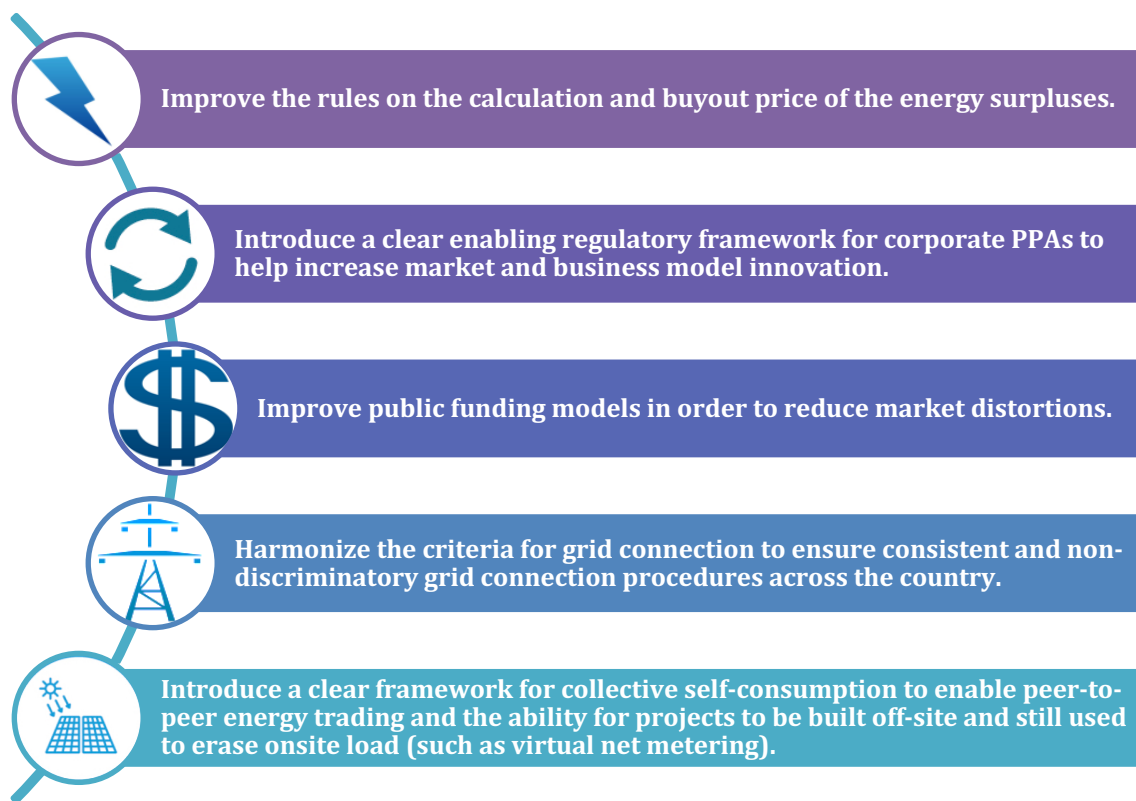 Improve the rules on the calculation and buyout price of the energy surpluses.
Introduce a clear enabling regulatory framework for corporate PPAs to
help increase market and business model innovation.
Improve public funding models in order to reduce market distortions.
Harmonize the criteria for grid connection to ensure consistent and non-
discriminatory grid connection procedures across the country.
Introduce a clear framework for collective self-consumption to enable peer-to-
peer energy trading and the ability for projects to be built off-site and still used
to erase onsite load (such as virtual net metering).